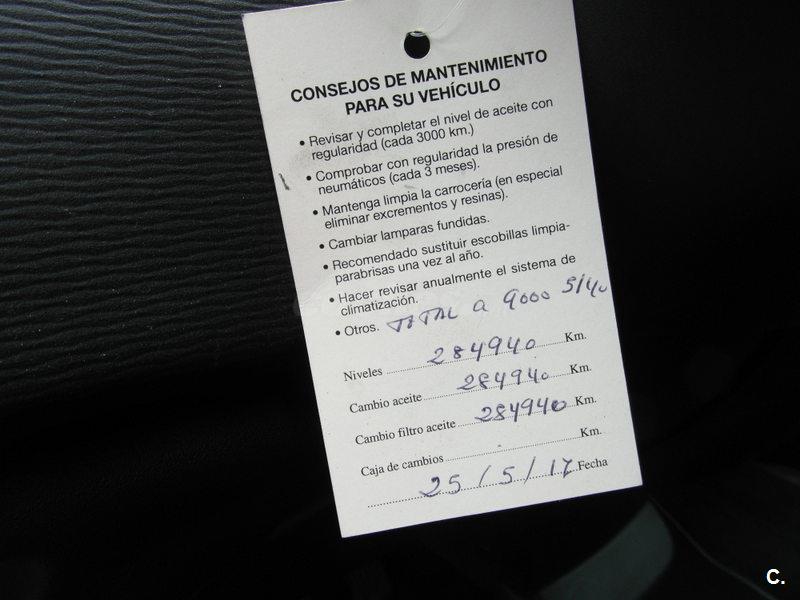 CONSEJOS DE MANTENIMIENTO
PARA SU VEHÍCULO
• Revisar y completar el nivel de aceite con
regularidad (cada 3000 km.)
• Comprobar con regularidad la presión de
neumáticos (cada 3 meses).
• Mantenga limpia la carrocería (en especial
eliminar excrementos y resinas).
• Cambiar lamparas fundidas.
• Recomendado sustituir escobillas limpia-
parabrisas una vez al año.
• Hacer revisar anualmente el sistema de
climatización.
• Otros. TOTAL a 9000 5/40
Niveles 284940 Km.
Cambio aceite 284940 Km.
Cambio filtro aceite 284940 Km.
Caja de cambios Km.
25/5/17 Fecha
C.